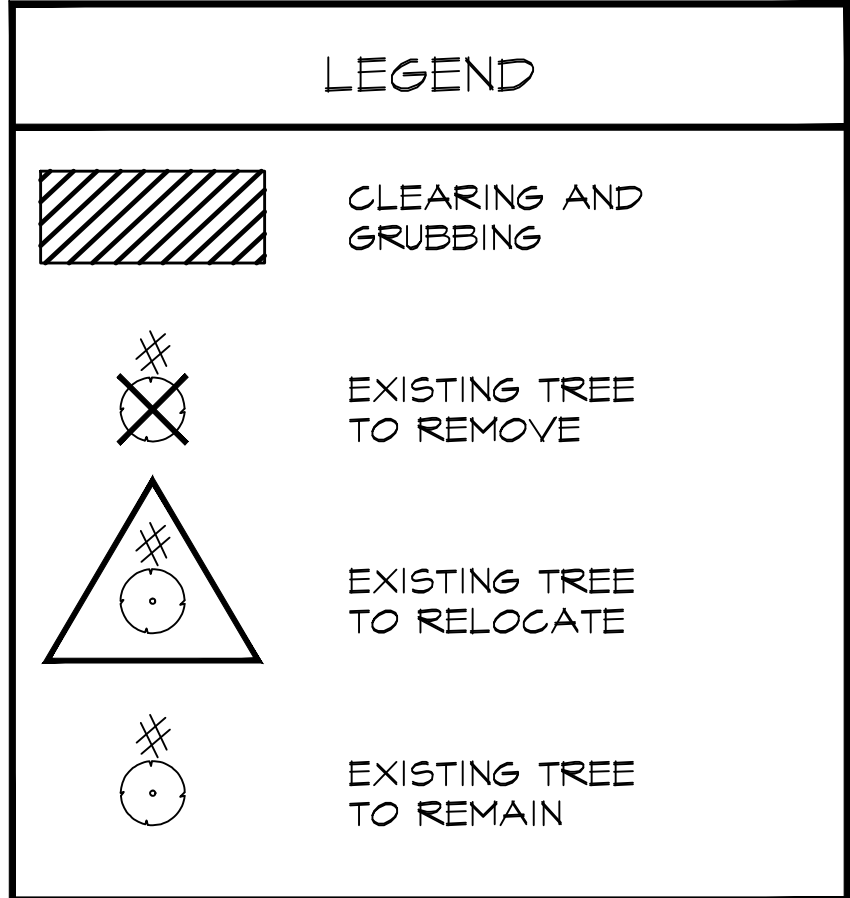 LEGEND
CLEARING AND
GRUBBING
#
EXISTING TREE
TO REMOVE
#
EXISTING TREE
TO RELOCATE
#
EXISTING TREE
TO REMAIN